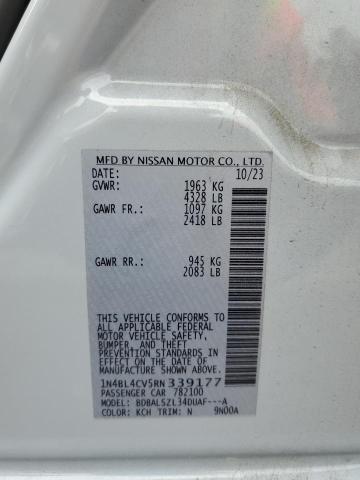 MFD BY NISSAN MOTOR CO., LTD.
DATE: 10/23
GVWR: 1963 KG
4328 LB
GAWR FR.: 1097 KG
2418 LB
GAWR RR.: 945 KG
2083 LB
THIS VEHICLE CONFORMS TO ALL
APPLICABLE U.S. FEDERAL
MOTOR VEHICLE SAFETY,
BUMPER, AND THEFT
PREVENTION STANDARDS IN
EFFECT ON THE DATE OF
MANUFACTURE SHOWN ABOVE.
1N4BL4CV5RN339177
PASSENGER CAR 782100
MODEL: BDBALSZL34DUAF---A
COLOR: KCH TRIM: N 9N00A